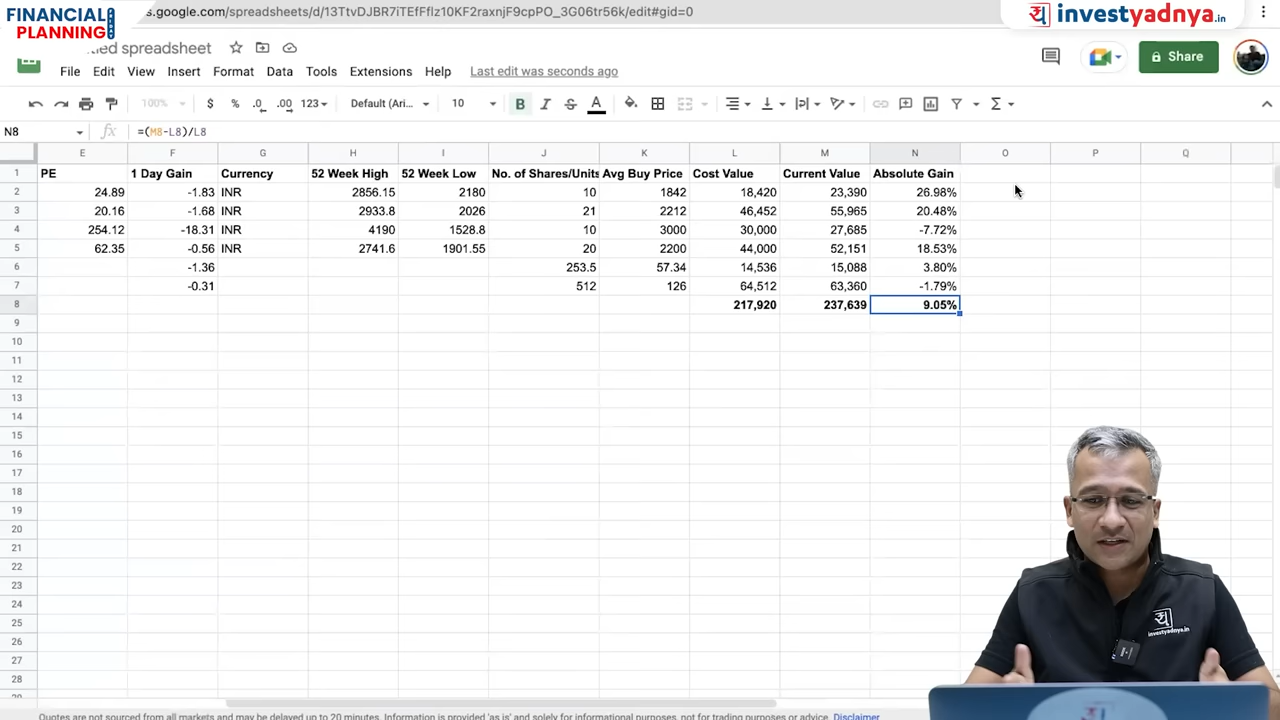 FINANCIAL
PLANNING
s.google.com/spreadsheets/d/13TtvDJBR7iTEfFflz10KF2raxnjF9cpPO_3G06tr56k/edit#gid=0
investyadnya.in
tled spreadsheet
File Edit View Insert Format Data Tools Extensions Help Last edit was seconds ago
Share
100% $ % .0 .00 123 Default (Ari... 10 B I S A
N8 fx =(M8-L8)/L8
E F G H I J K L M N O P Q
1 PE 1 Day Gain Currency 52 Week High 52 Week Low No. of Shares/Units Avg Buy Price Cost Value Current Value Absolute Gain
2 24.89 -1.83 INR 2856.15 2180 10 1842 18,420 23,390 26.98%
3 20.16 -1.68 INR 2933.8 2026 21 2212 46,452 55,965 20.48%
4 254.12 -18.31 INR 4190 1528.8 10 3000 30,000 27,685 -7.72%
5 62.35 -0.56 INR 2741.6 1901.55 20 2200 44,000 52,151 18.53%
6 -1.36 253.5 57.34 14,536 15,088 3.80%
7 -0.31 512 126 64,512 63,360 -1.79%
8 217,920 237,639 9.05%
9
10
11
12
13
14
15
16
17
18
19
20
21
22
23
24
25
26
27
28
investyadnya.in
Quotes are not sourced from all markets and may be delayed up to 20 minutes. Information is provided 'as is' and solely for informational purposes, not for trading purposes or advice. Disclaimer